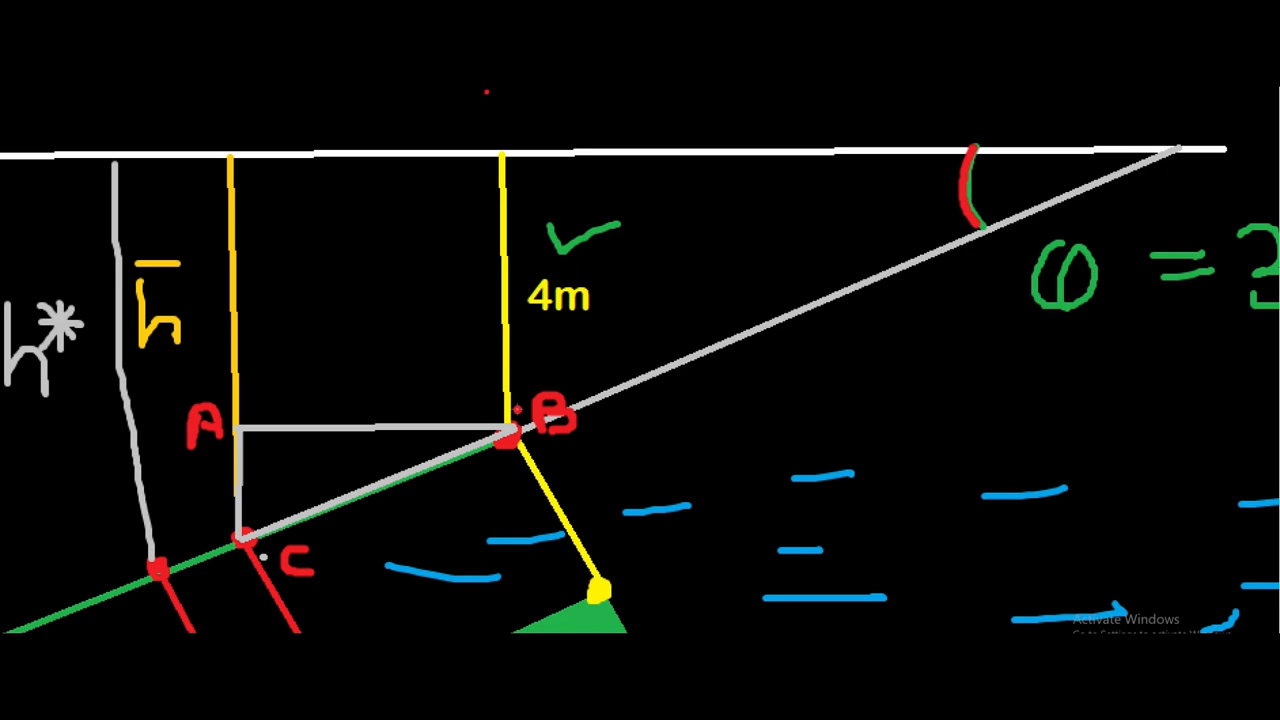 h*
h̅
4m
A
B
C
φ =
Activate Windows